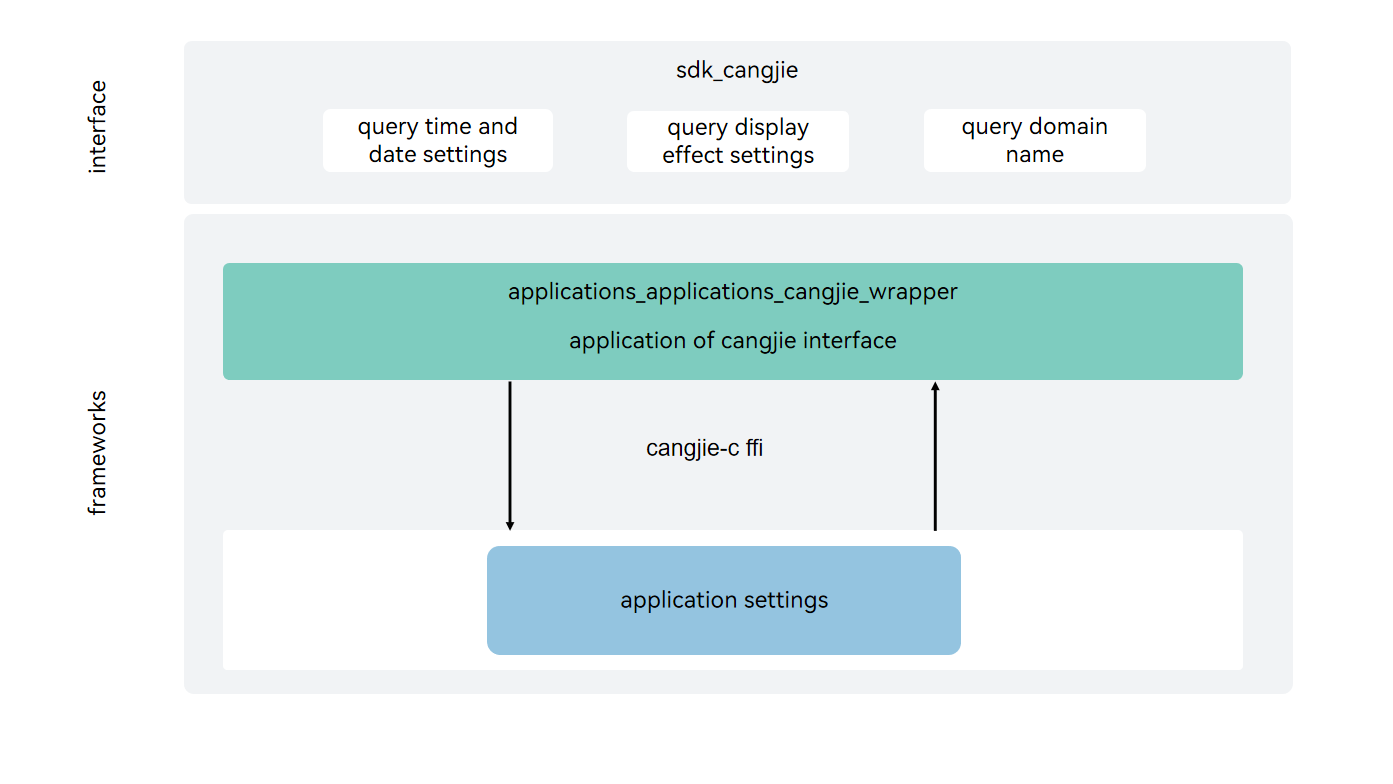 interface
sdk_cangjie
query time and
date settings
query display
effect settings
query domain
name
frameworks
applications_applications_cangjie_wrapper
application of cangjie interface
cangjie-c ffi
application settings